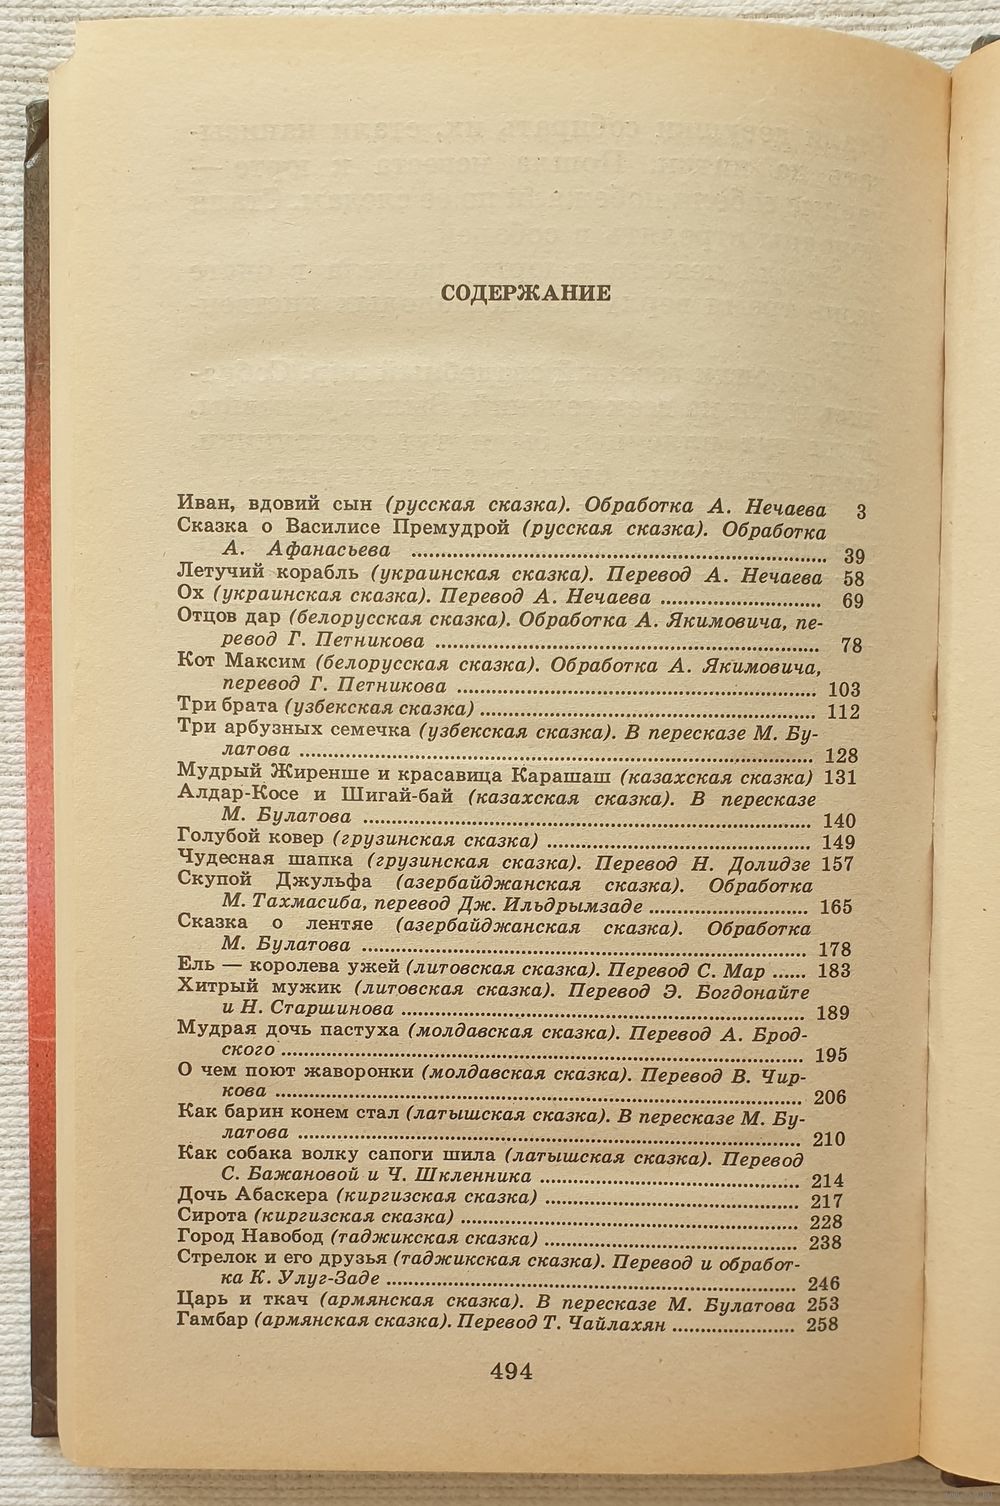 СОДЕРЖАНИЕ
Иван, вдовий сын (русская сказка). Обработка А. Нечаева 3
Сказка о Василисе Премудрой (русская сказка). Обработка
А. Афанасьева ........ 39
Летучий корабль (украинская сказка). Перевод А. Нечаева 58
Ох (украинская сказка). Перевод А. Нечаева ........ 69
Отцов дар (белорусская сказка). Обработка А. Якимовича, пе-
ревод Г. Петникова ........ 78
Кот Максим (белорусская сказка). Обработка А. Якимовича,
перевод Г. Петникова ........ 103
Три брата (узбекская сказка) ........ 112
Три арбузных семечка (узбекская сказка). В пересказе М. Бу-
латова ........ 128
Мудрый Жиренше и красавица Карашаш (казахская сказка) 131
Алдар-Косе и Шигай-бай (казахская сказка). В пересказе
М. Булатова ........ 140
Голубой ковер (грузинская сказка) ........ 149
Чудесная шапка (грузинская сказка). Перевод Н. Долидзе 157
Скупой Джульфа (азербайджанская сказка). Обработка
М. Тахмасиба, перевод Дж. Ильдрымзаде ........ 165
Сказка о лентяе (азербайджанская сказка). Обработка
М. Булатова ........ 178
Ель — королева ужей (литовская сказка). Перевод С. Мар ...... 183
Хитрый мужик (литовская сказка). Перевод Э. Богдонайте
и Н. Старшинова ........ 189
Мудрая дочь пастуха (молдавская сказка). Перевод А. Брод-
ского ........ 195
О чем поют жаворонки (молдавская сказка). Перевод В. Чир-
кова ........ 206
Как барин конем стал (латышская сказка). В пересказе М. Бу-
латова ........ 210
Как собака волку сапоги шила (латышская сказка). Перевод
С. Бажановой и Ч. Шкленника ........ 214
Дочь Абаскера (киргизская сказка) ........ 217
Сирота (киргизская сказка) ........ 228
Город Навобод (таджикская сказка) ........ 238
Стрелок и его друзья (таджикская сказка). Перевод и обработ-
ка К. Улуг-Заде ........ 246
Царь и ткач (армянская сказка). В пересказе М. Булатова 253
Гамбар (армянская сказка). Перевод Т. Чайлахян ........ 258
494